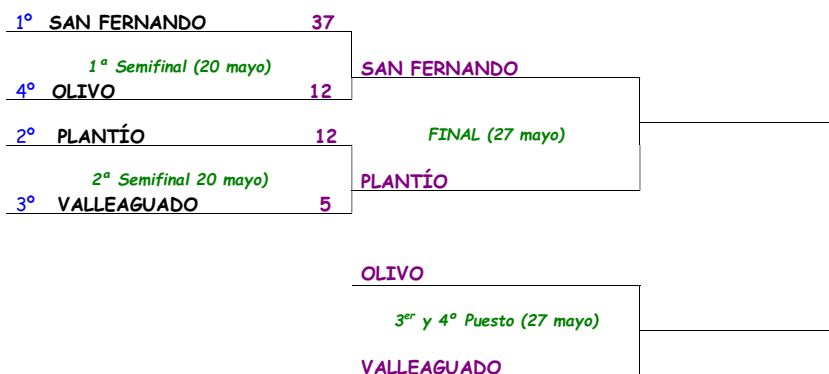 1º SAN FERNANDO 37
1ª Semifinal (20 mayo)
SAN FERNANDO
4º OLIVO 12
2º PLANTÍO 12
FINAL (27 mayo)
2ª Semifinal 20 mayo)
PLANTÍO
3º VALLEAGUADO 5
OLIVO
3er y 4º Puesto (27 mayo)
VALLEAGUADO